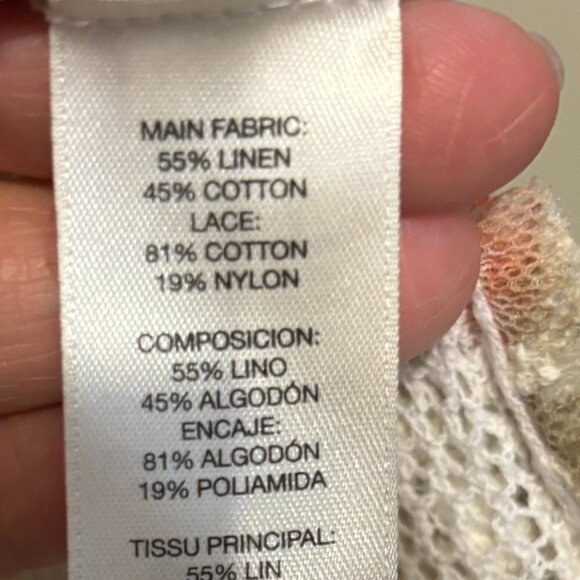 MAIN FABRIC:
55% LINEN
45% COTTON
LACE:
81% COTTON
19% NYLON
COMPOSICION:
55% LINO
45% ALGODÓN
ENCAJE:
81% ALGODÓN
19% POLIAMIDA
TISSU PRINCIPAL:
55% LIN